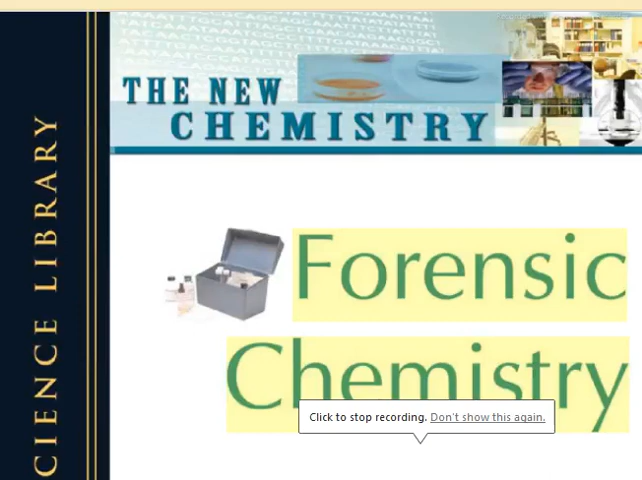 THE NEW
CHEMISTRY
CIENCE LIBRARY
Forensic
Chemistry
Click to stop recording. Don't show this again.